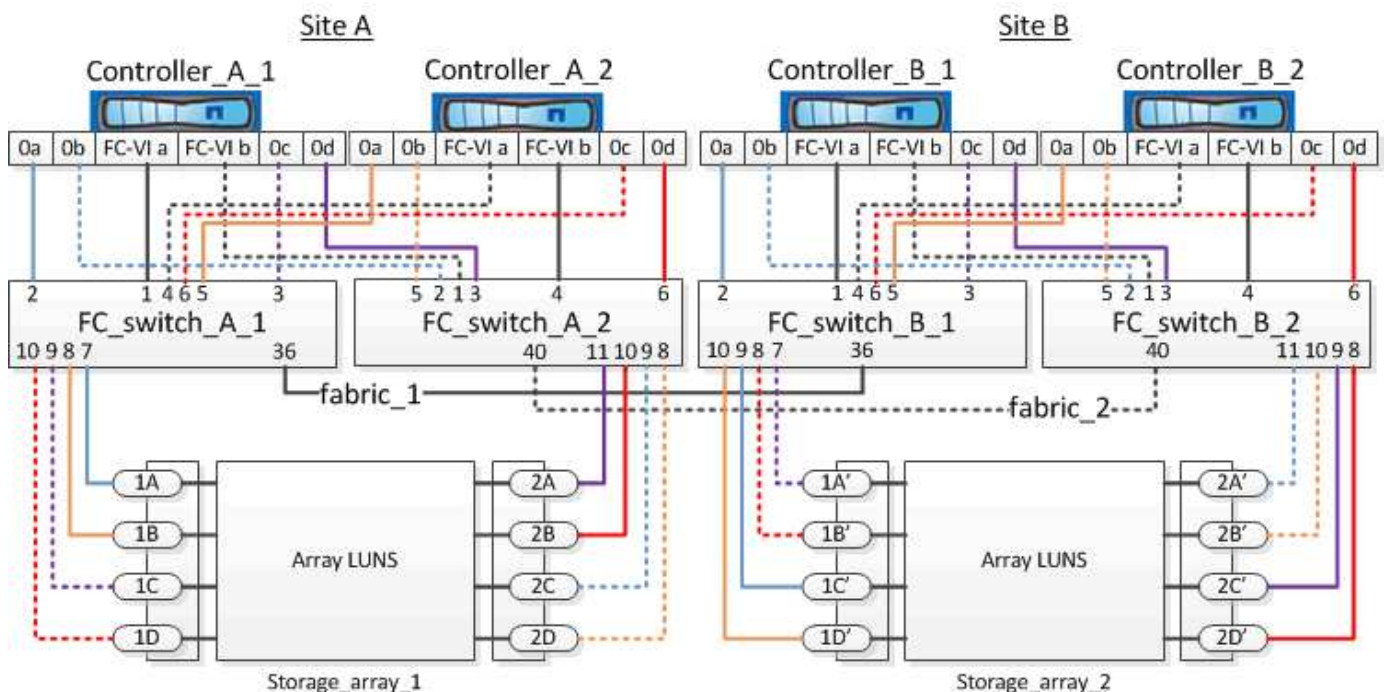 Site A Site B
Controller_A_1 Controller_A_2 Controller_B_1 Controller_B_2
0a 0b FC-VI a FC-VI b 0c 0d 0a 0b FC-VI a FC-VI b 0c 0d 0a 0b FC-VI a FC-VI b 0c 0d 0a 0b FC-VI a FC-VI b 0c 0d
2 1 4 6 5 3 5 2 1 3 4 6 2 1 4 6 5 3 5 2 1 3 4 6
FC_switch_A_1 FC_switch_A_2 FC_switch_B_1 FC_switch_B_2
10 9 8 7 36 40 11 10 9 8 10 9 8 7 36 40 11 10 9 8
fabric_1
fabric_2
1A 2A 1A’ 2A’
1B 2B 1B’ 2B’
Array LUNS Array LUNS
1C 2C 1C’ 2C’
1D 2D 1D’ 2D’
Storage_array_1 Storage_array_2